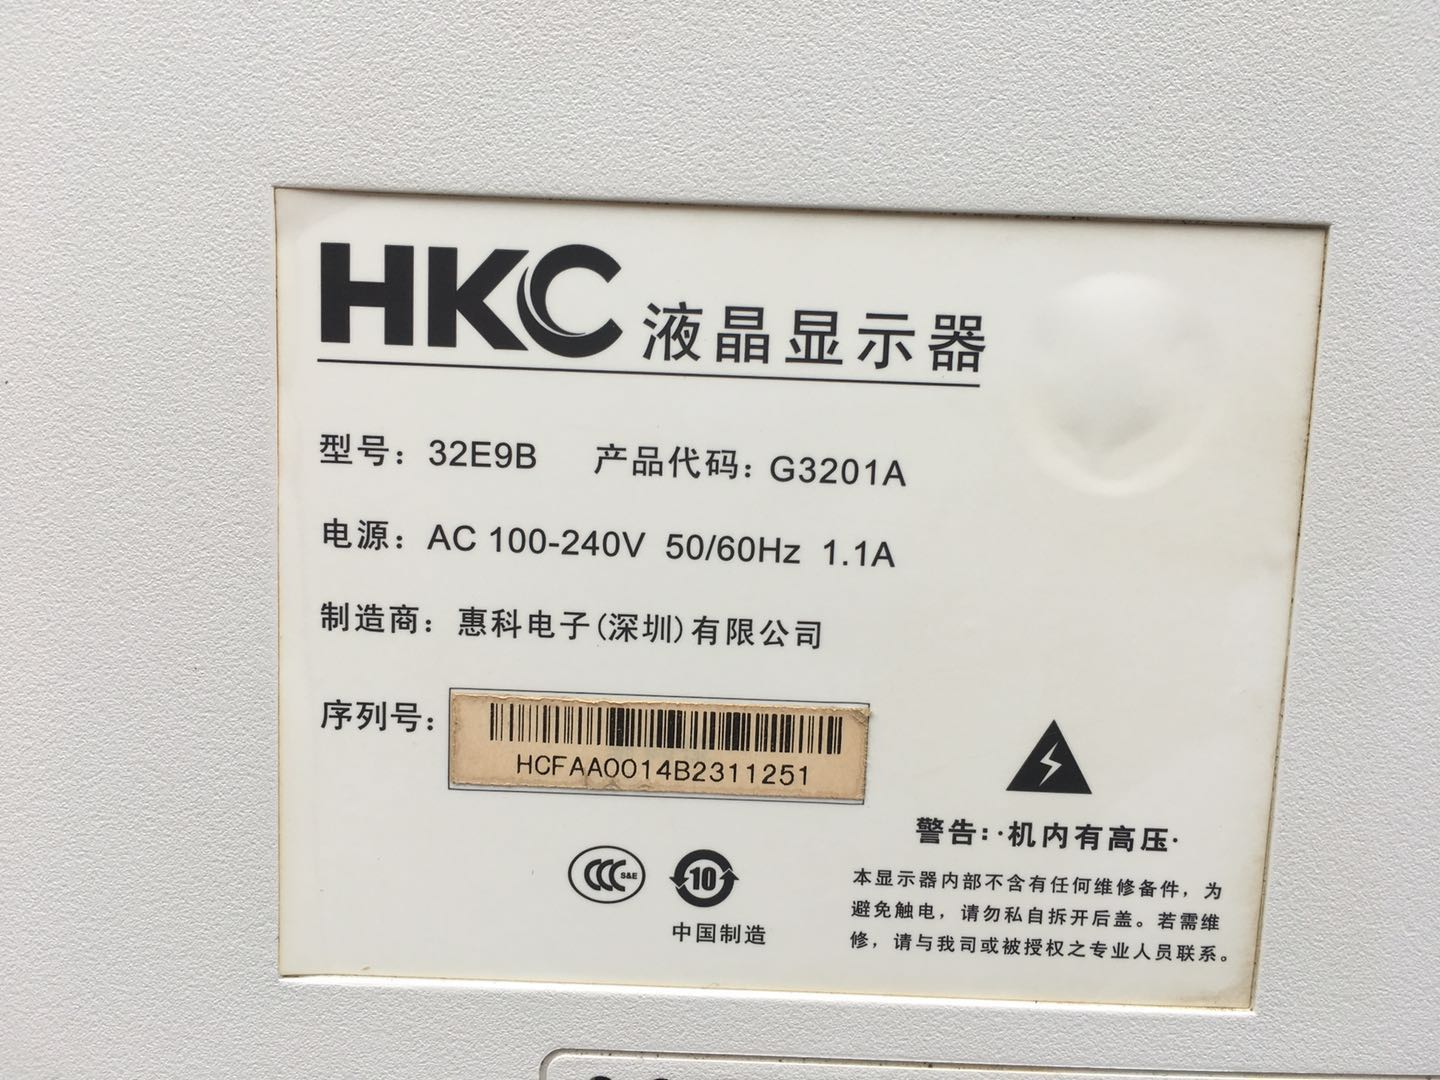 HKC 液晶显示器
型号：32E9B 产品代码：G3201A
电源：AC 100-240V 50/60Hz 1.1A
制造商：惠科电子(深圳)有限公司
序列号：
HCFAA0014B2311251
CCC S&E
10
中国制造
警告：·机内有高压·
本显示器内部不含有任何维修备件，为
避免触电，请勿私自拆开后盖。若需维
修，请与我司或被授权之专业人员联系。